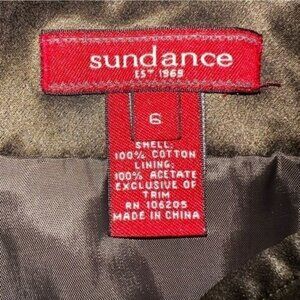 sundance
EST 1969
6
SHELL:
100% COTTON
LINING:
100% ACETATE
EXCLUSIVE OF
TRIM
RN 106205
MADE IN CHINA